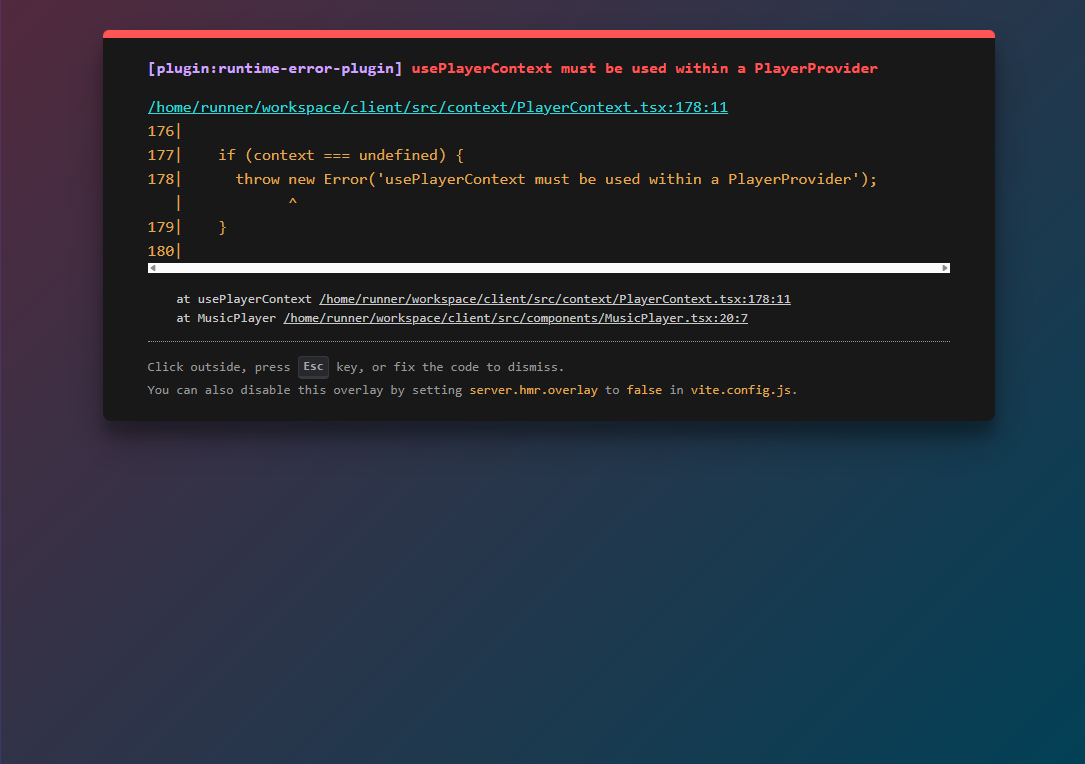 [plugin:runtime-error-plugin] usePlayerContext must be used within a PlayerProvider
/home/runner/workspace/client/src/context/PlayerContext.tsx:178:11
176|
177|    if (context === undefined) {
178|      throw new Error('usePlayerContext must be used within a PlayerProvider');
   |            ^
179|    }
180|
at usePlayerContext /home/runner/workspace/client/src/context/PlayerContext.tsx:178:11
at MusicPlayer /home/runner/workspace/client/src/components/MusicPlayer.tsx:20:7
Click outside, press Esc key, or fix the code to dismiss.
You can also disable this overlay by setting server.hmr.overlay to false in vite.config.js.